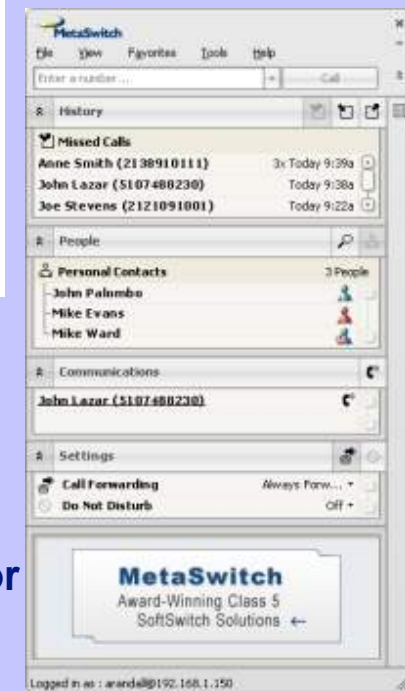 MetaSwitch
File View Favorites Tools Help
Enter a number ... Call
History
Missed Calls
Anne Smith (2138910111) 3x Today 9:39a
John Lazar (5107488230) Today 9:38a
Joe Stevens (2121091001) Today 9:22a
People
Personal Contacts 3 People
John Palombo
Mike Evans
Mike Ward
Communications
John Lazar (5107488230)
Settings
Call Forwarding Always Forw...
Do Not Disturb Off
or
MetaSwitch
Award-Winning Class 5
SoftSwitch Solutions ←
Logged in as : arandall@192.168.1.150